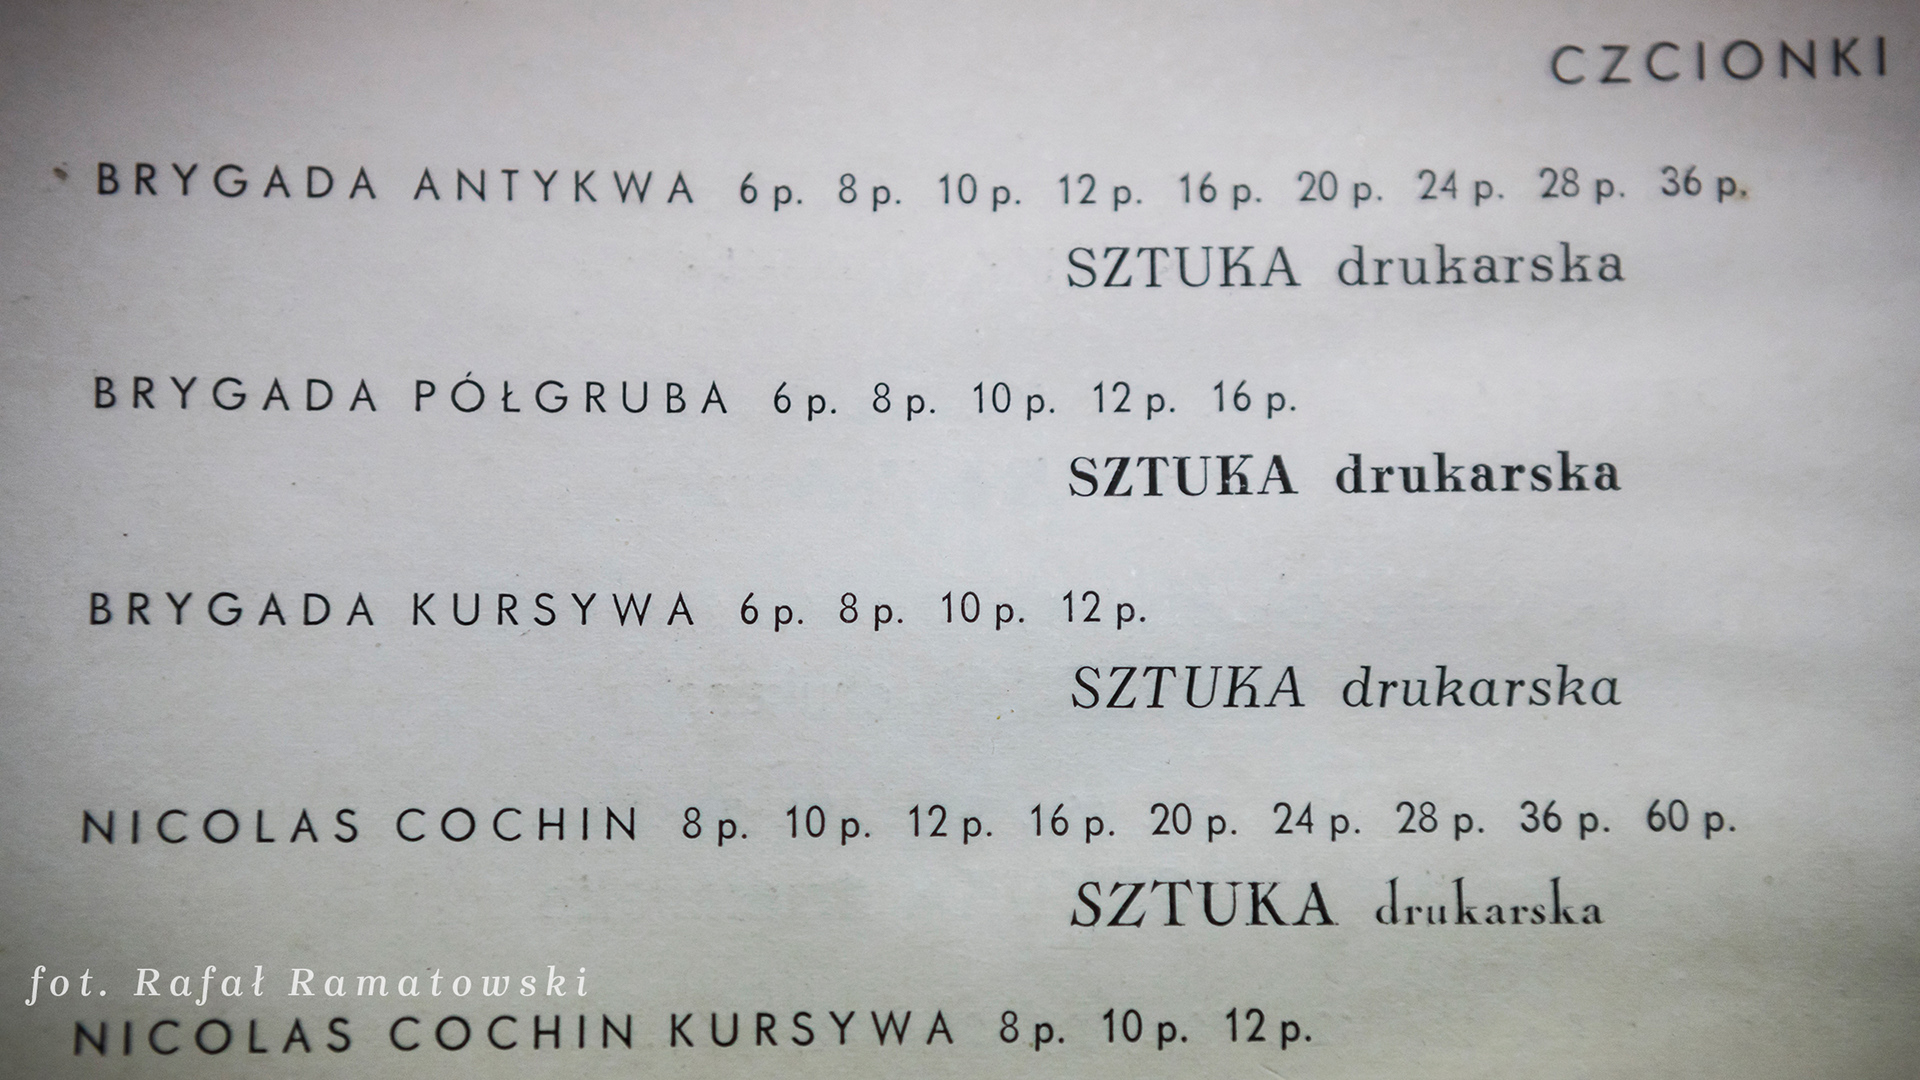 CZCIONKI
BRYGADA ANTYKWA 6 p. 8 p. 10 p. 12 p. 16 p. 20 p. 24 p. 28 p. 36 p.
SZTUKA drukarska
BRYGADA PÓŁGRUBA 6 p. 8 p. 10 p. 12 p. 16 p.
SZTUKA drukarska
BRYGADA KURSYWA 6 p. 8 p. 10 p. 12 p.
SZTUKA drukarska
NICOLAS COCHIN 8 p. 10 p. 12 p. 16 p. 20 p. 24 p. 28 p. 36 p. 60 p.
SZTUKA drukarska
fot. Rafał Ramatowski
NICOLAS COCHIN KURSYWA 8 p. 10 p. 12 p.